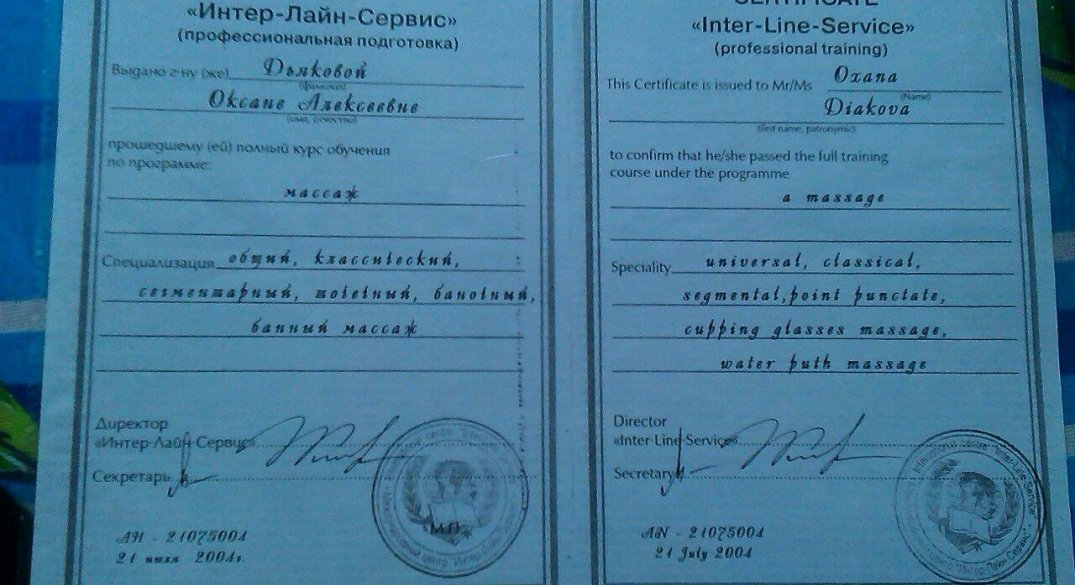 «Интер-Лайн-Сервис»
(профессиональная подготовка)
Выдано г-ну (же) Дьяковой
(фамилия)
Оксане Алексеевне
(имя, отчество)
прошедшему (ей) полный курс обучения
по программе:
массаж
Специализация общий, классический,
сегментарный, точечный, баночный,
банный массаж
Директор
«Интер-Лайн-Сервис»
Секретарь
М.П.
АН - 21075004
21 июля 2004г.
CERTIFICATE
«Inter-Line-Service»
(professional training)
This Certificate is issued to Mr/Ms Oxana
(Name)
Diakova
(first name, patronymic)
to confirm that he/she passed the full training
course under the programme
a massage
Speciality universal, classical,
segmental,point punctate,
cupping glasses massage,
water puth massage
Director
«Inter-Line-Service»
Secretary
AN - 21075004
21 July 2004